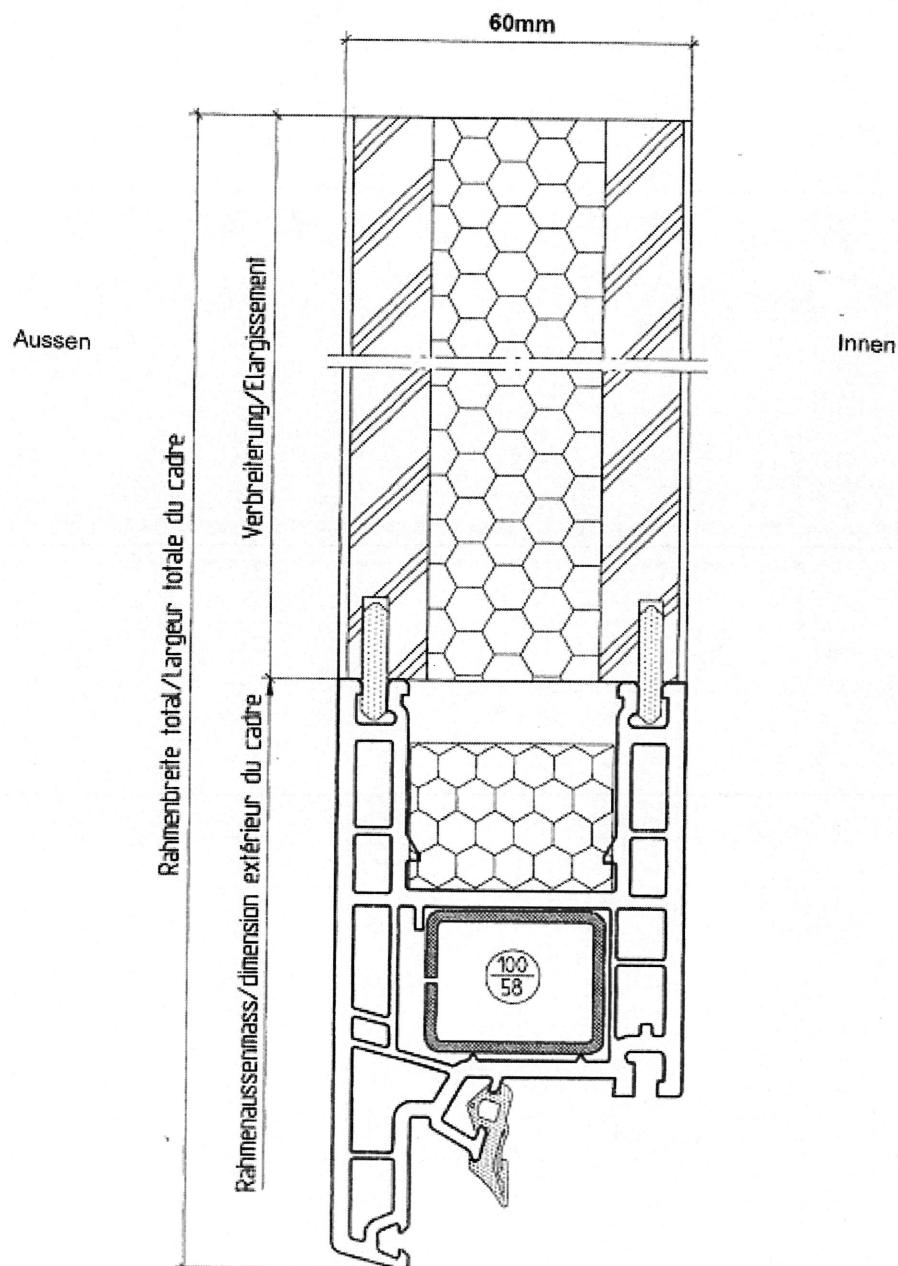 60mm
Aussen
Innen
Verbreiterung/Elargissement
Rahmenbreite total/Largeur totale du cadre
Rahmenaussenmass/dimension extérieur du cadre
100
58